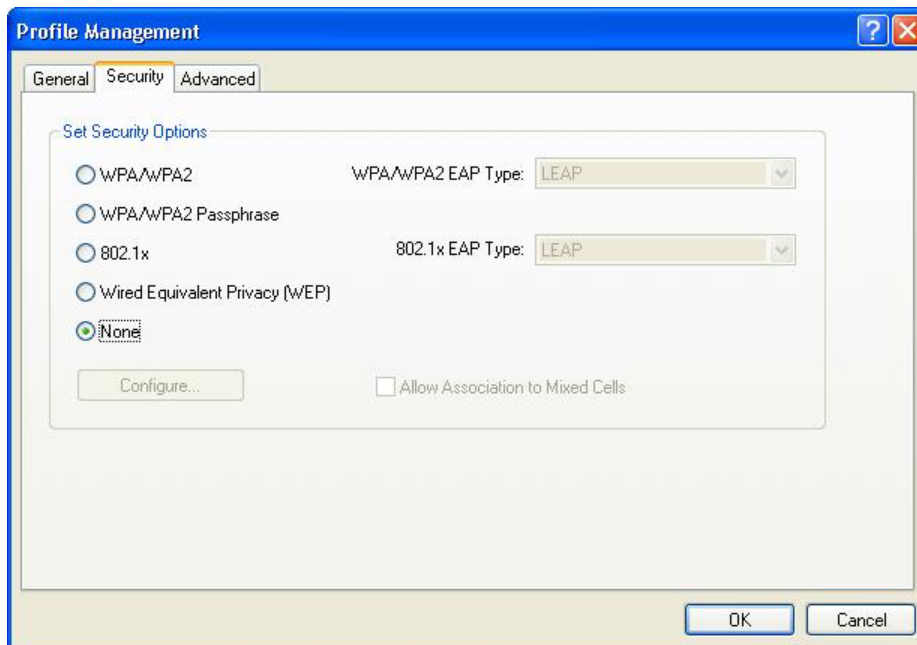 Profile Management
General Security Advanced
Set Security Options
WPA/WPA2 WPA/WPA2 EAP Type: LEAP
WPA/WPA2 Passphrase
802.1x 802.1x EAP Type: LEAP
Wired Equivalent Privacy (WEP)
None
Configure... Allow Association to Mixed Cells
OK Cancel